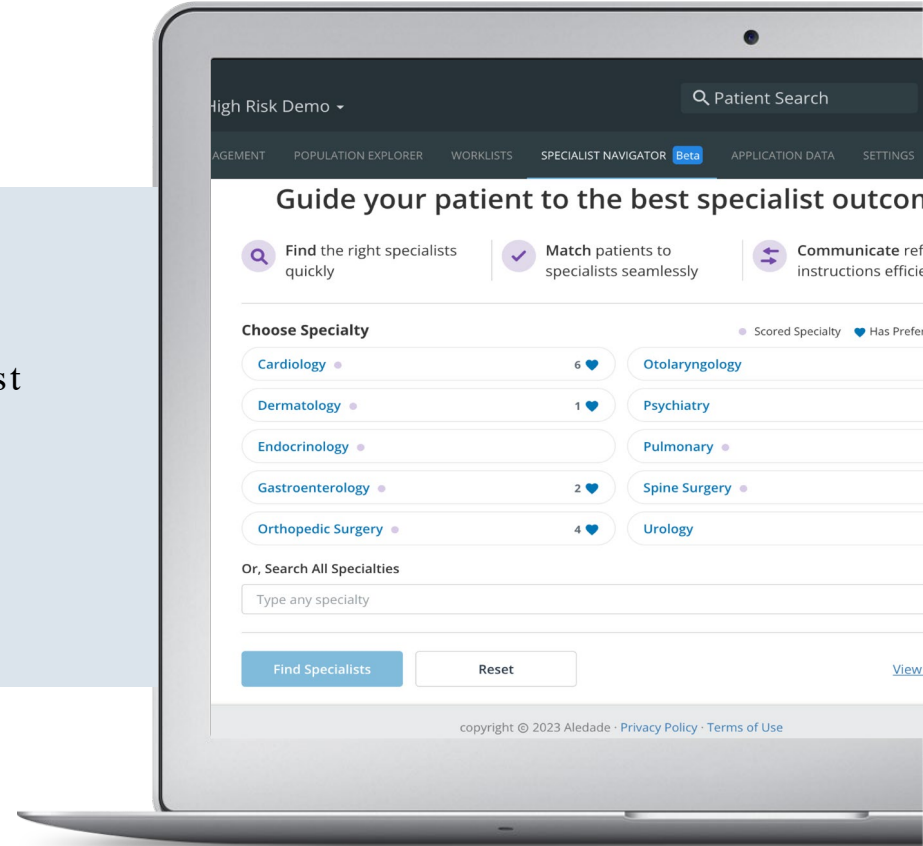 st
High Risk Demo
Patient Search
AGEMENT POPULATION EXPLORER WORKLISTS SPECIALIST NAVIGATOR Beta APPLICATION DATA SETTINGS
Guide your patient to the best specialist outcon
Find the right specialists
quickly
Match patients to
specialists seamlessly
Communicate ref
instructions efficie
Choose Specialty
Scored Specialty Has Prefer
Cardiology 6
Otolaryngology
Dermatology 1
Psychiatry
Endocrinology
Pulmonary
Gastroenterology 2
Spine Surgery
Orthopedic Surgery 4
Urology
Or, Search All Specialties
Type any specialty
Find Specialists Reset View
copyright © 2023 Aledade · Privacy Policy · Terms of Use